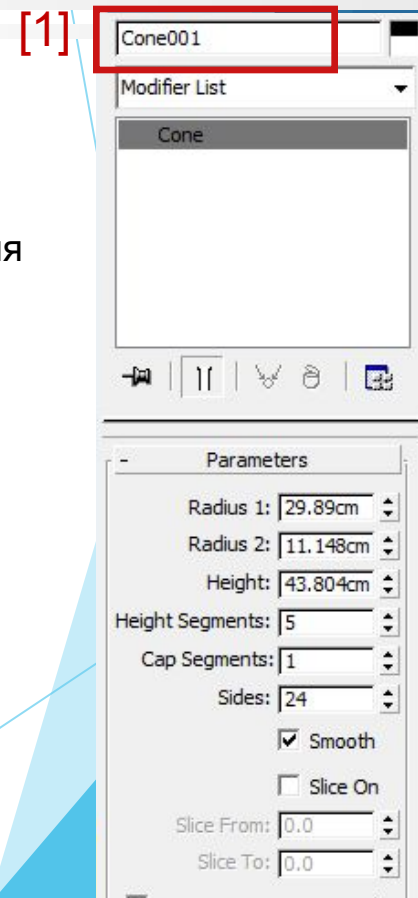 [1]
Cone001
Modifier List
Cone
ия
- Parameters
Radius 1: 29.89cm
Radius 2: 11.148cm
Height: 43.804cm
Height Segments: 5
Cap Segments: 1
Sides: 24
Smooth
Slice On
Slice From: 0.0
Slice To: 0.0